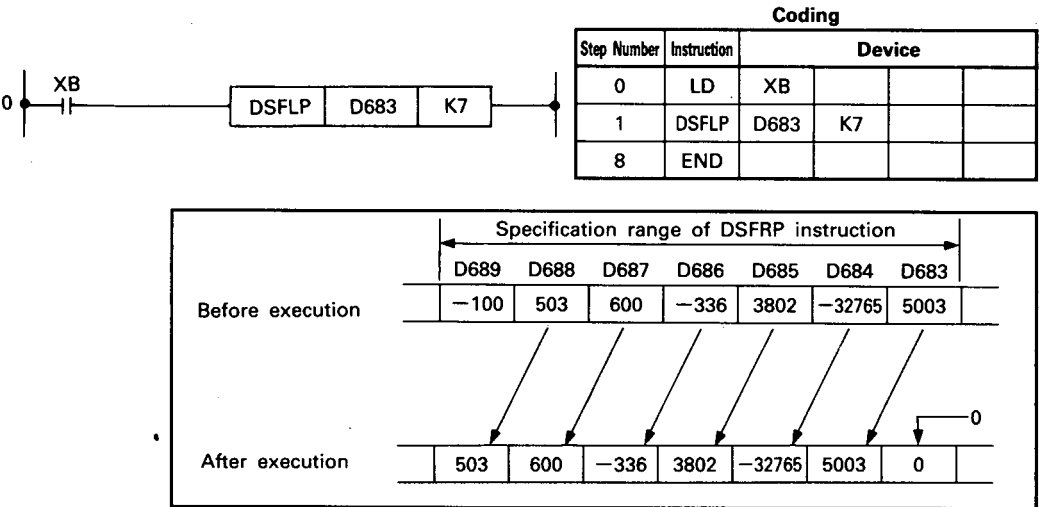 Coding
Step Number Instruction Device
0 LD XB
1 DSFLP D683 K7
8 END
0 XB DSFLP D683 K7
Specification range of DSFRP instruction
D689 D688 D687 D686 D685 D684 D683
Before execution −100 503 600 −336 3802 −32765 5003
0
After execution 503 600 −336 3802 −32765 5003 0